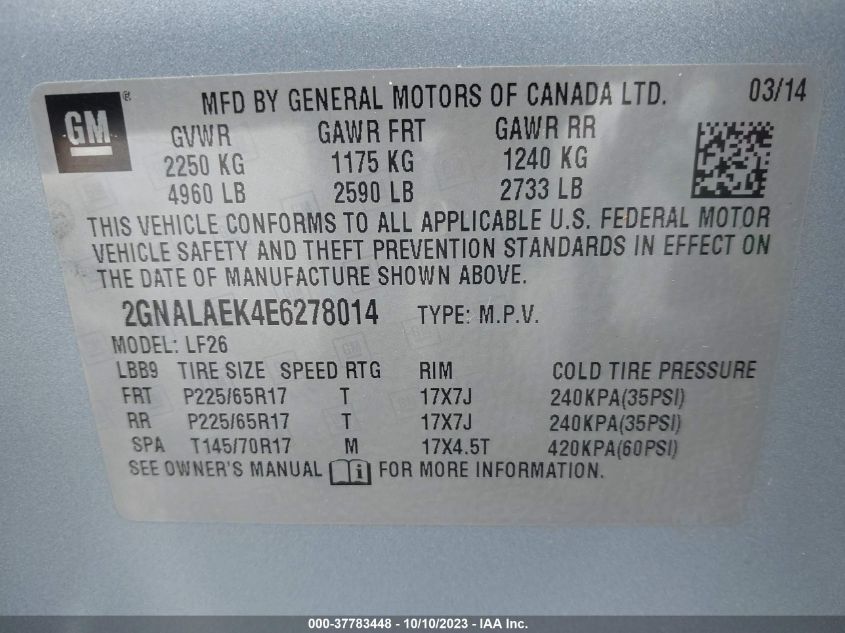 GM ® MFD BY GENERAL MOTORS OF CANADA LTD. 03/14
GVWR GAWR FRT GAWR RR
2250 KG 1175 KG 1240 KG
4960 LB 2590 LB 2733 LB
THIS VEHICLE CONFORMS TO ALL APPLICABLE U.S. FEDERAL MOTOR
VEHICLE SAFETY AND THEFT PREVENTION STANDARDS IN EFFECT ON
THE DATE OF MANUFACTURE SHOWN ABOVE.
2GNALAEK4E6278014 TYPE: M.P.V.
MODEL: LF26
LBB9 TIRE SIZE SPEED RTG RIM COLD TIRE PRESSURE
FRT P225/65R17 T 17X7J 240KPA(35PSI)
RR P225/65R17 T 17X7J 240KPA(35PSI)
SPA T145/70R17 M 17X4.5T 420KPA(60PSI)
SEE OWNER'S MANUAL i FOR MORE INFORMATION.
000-37783448 - 10/10/2023 - IAA Inc.